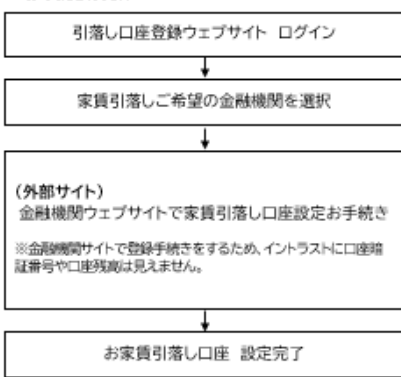 引落し口座登録ウェブサイト ログイン
家賃引落しご希望の金融機関を選択
(外部サイト)
金融機関ウェブサイトで家賃引落し口座設定お手続き
※金融機関サイトで登録手続きをするため、イントラストに口座暗
証番号や口座残高は見えません。
お家賃引落し口座 設定完了